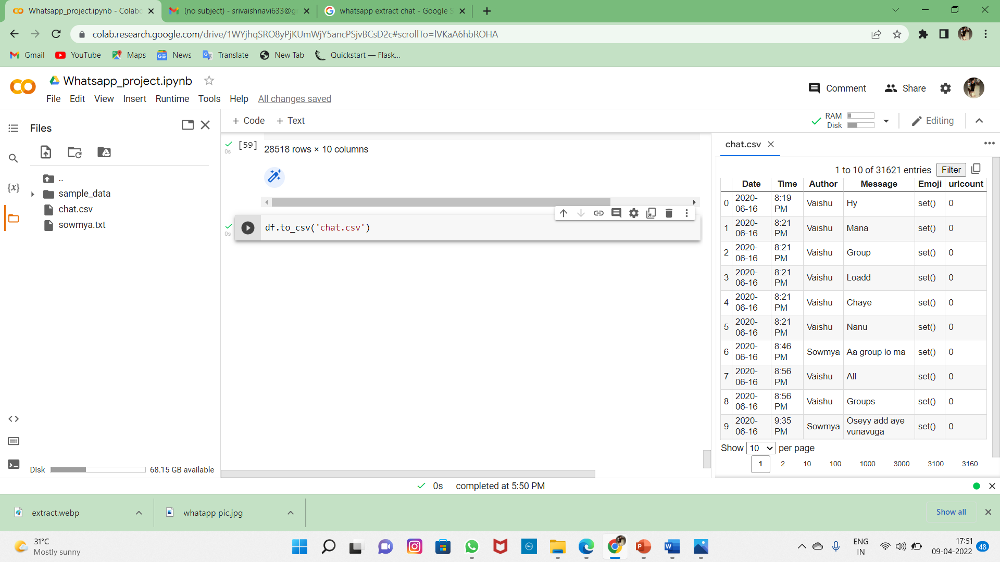 Whatsapp_project.ipynb - Colabo
(no subject) - srivaishnavi633@g
whatsapp extract chat - Google S
colab.research.google.com/drive/1WYjhqSRO8yPjKUmWjY5ancPSjvBCsD2c#scrollTo=lVKaA6hbROHA
Gmail YouTube Maps News Translate New Tab Quickstart — Flask...
Whatsapp_project.ipynb
File Edit View Insert Runtime Tools Help All changes saved
Comment Share
Files
+ Code + Text
RAM
Disk
Editing
..
sample_data
chat.csv
sowmya.txt
Disk 68.15 GB available
[59]
0s
28518 rows × 10 columns
0s
df.to_csv('chat.csv')
chat.csv
1 to 10 of 31621 entries Filter
Date Time Author Message Emoji urlcount
0 2020-06-16 8:19 PM Vaishu Hy set() 0
1 2020-06-16 8:21 PM Vaishu Mana set() 0
2 2020-06-16 8:21 PM Vaishu Group set() 0
3 2020-06-16 8:21 PM Vaishu Loadd set() 0
4 2020-06-16 8:21 PM Vaishu Chaye set() 0
5 2020-06-16 8:21 PM Vaishu Nanu set() 0
6 2020-06-16 8:46 PM Sowmya Aa group lo ma set() 0
7 2020-06-16 8:56 PM Vaishu All set() 0
8 2020-06-16 8:56 PM Vaishu Groups set() 0
9 2020-06-16 9:35 PM Sowmya Oseyy add aye vunavuga set() 0
Show 10 per page
1 2 10 100 1000 3000 3100 3160
0s completed at 5:50 PM
extract.webp
whatapp pic.jpg
Show all
31°C
Mostly sunny
ENG
IN
17:51
09-04-2022
48